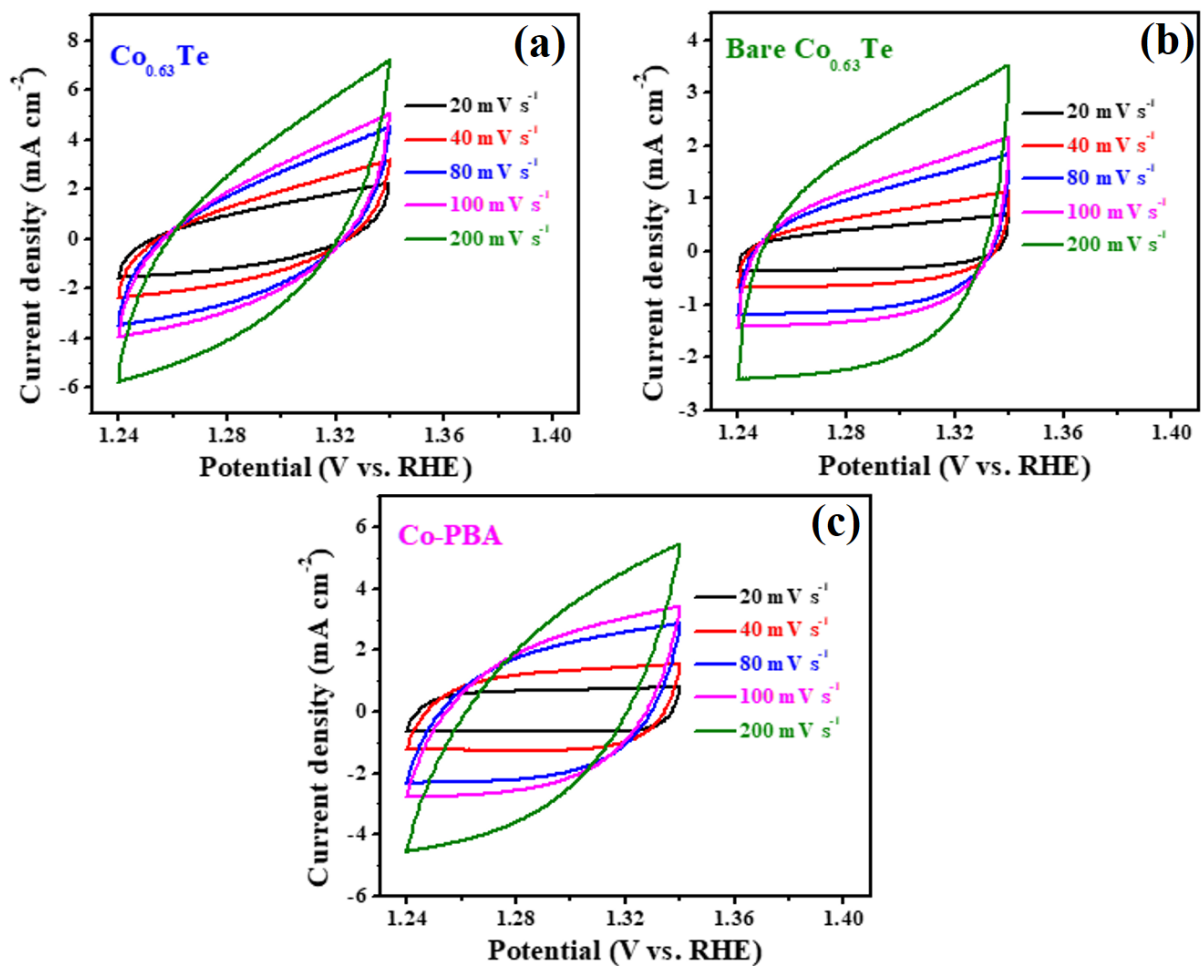 (a)
Co0.63Te
20 mV s-1
40 mV s-1
80 mV s-1
100 mV s-1
200 mV s-1
8
6
4
2
0
-2
-4
-6
1.24
1.28
1.32
1.36
1.40
Current density (mA cm-2)
Potential (V vs. RHE)
(b)
Bare Co0.63Te
20 mV s-1
40 mV s-1
80 mV s-1
100 mV s-1
200 mV s-1
4
3
2
1
0
-1
-2
-3
1.24
1.28
1.32
1.36
1.40
Current density (mA cm-2)
Potential (V vs. RHE)
(c)
Co-PBA
20 mV s-1
40 mV s-1
80 mV s-1
100 mV s-1
200 mV s-1
6
4
2
0
-2
-4
-6
1.24
1.28
1.32
1.36
1.40
Current density (mA cm-2)
Potential (V vs. RHE)